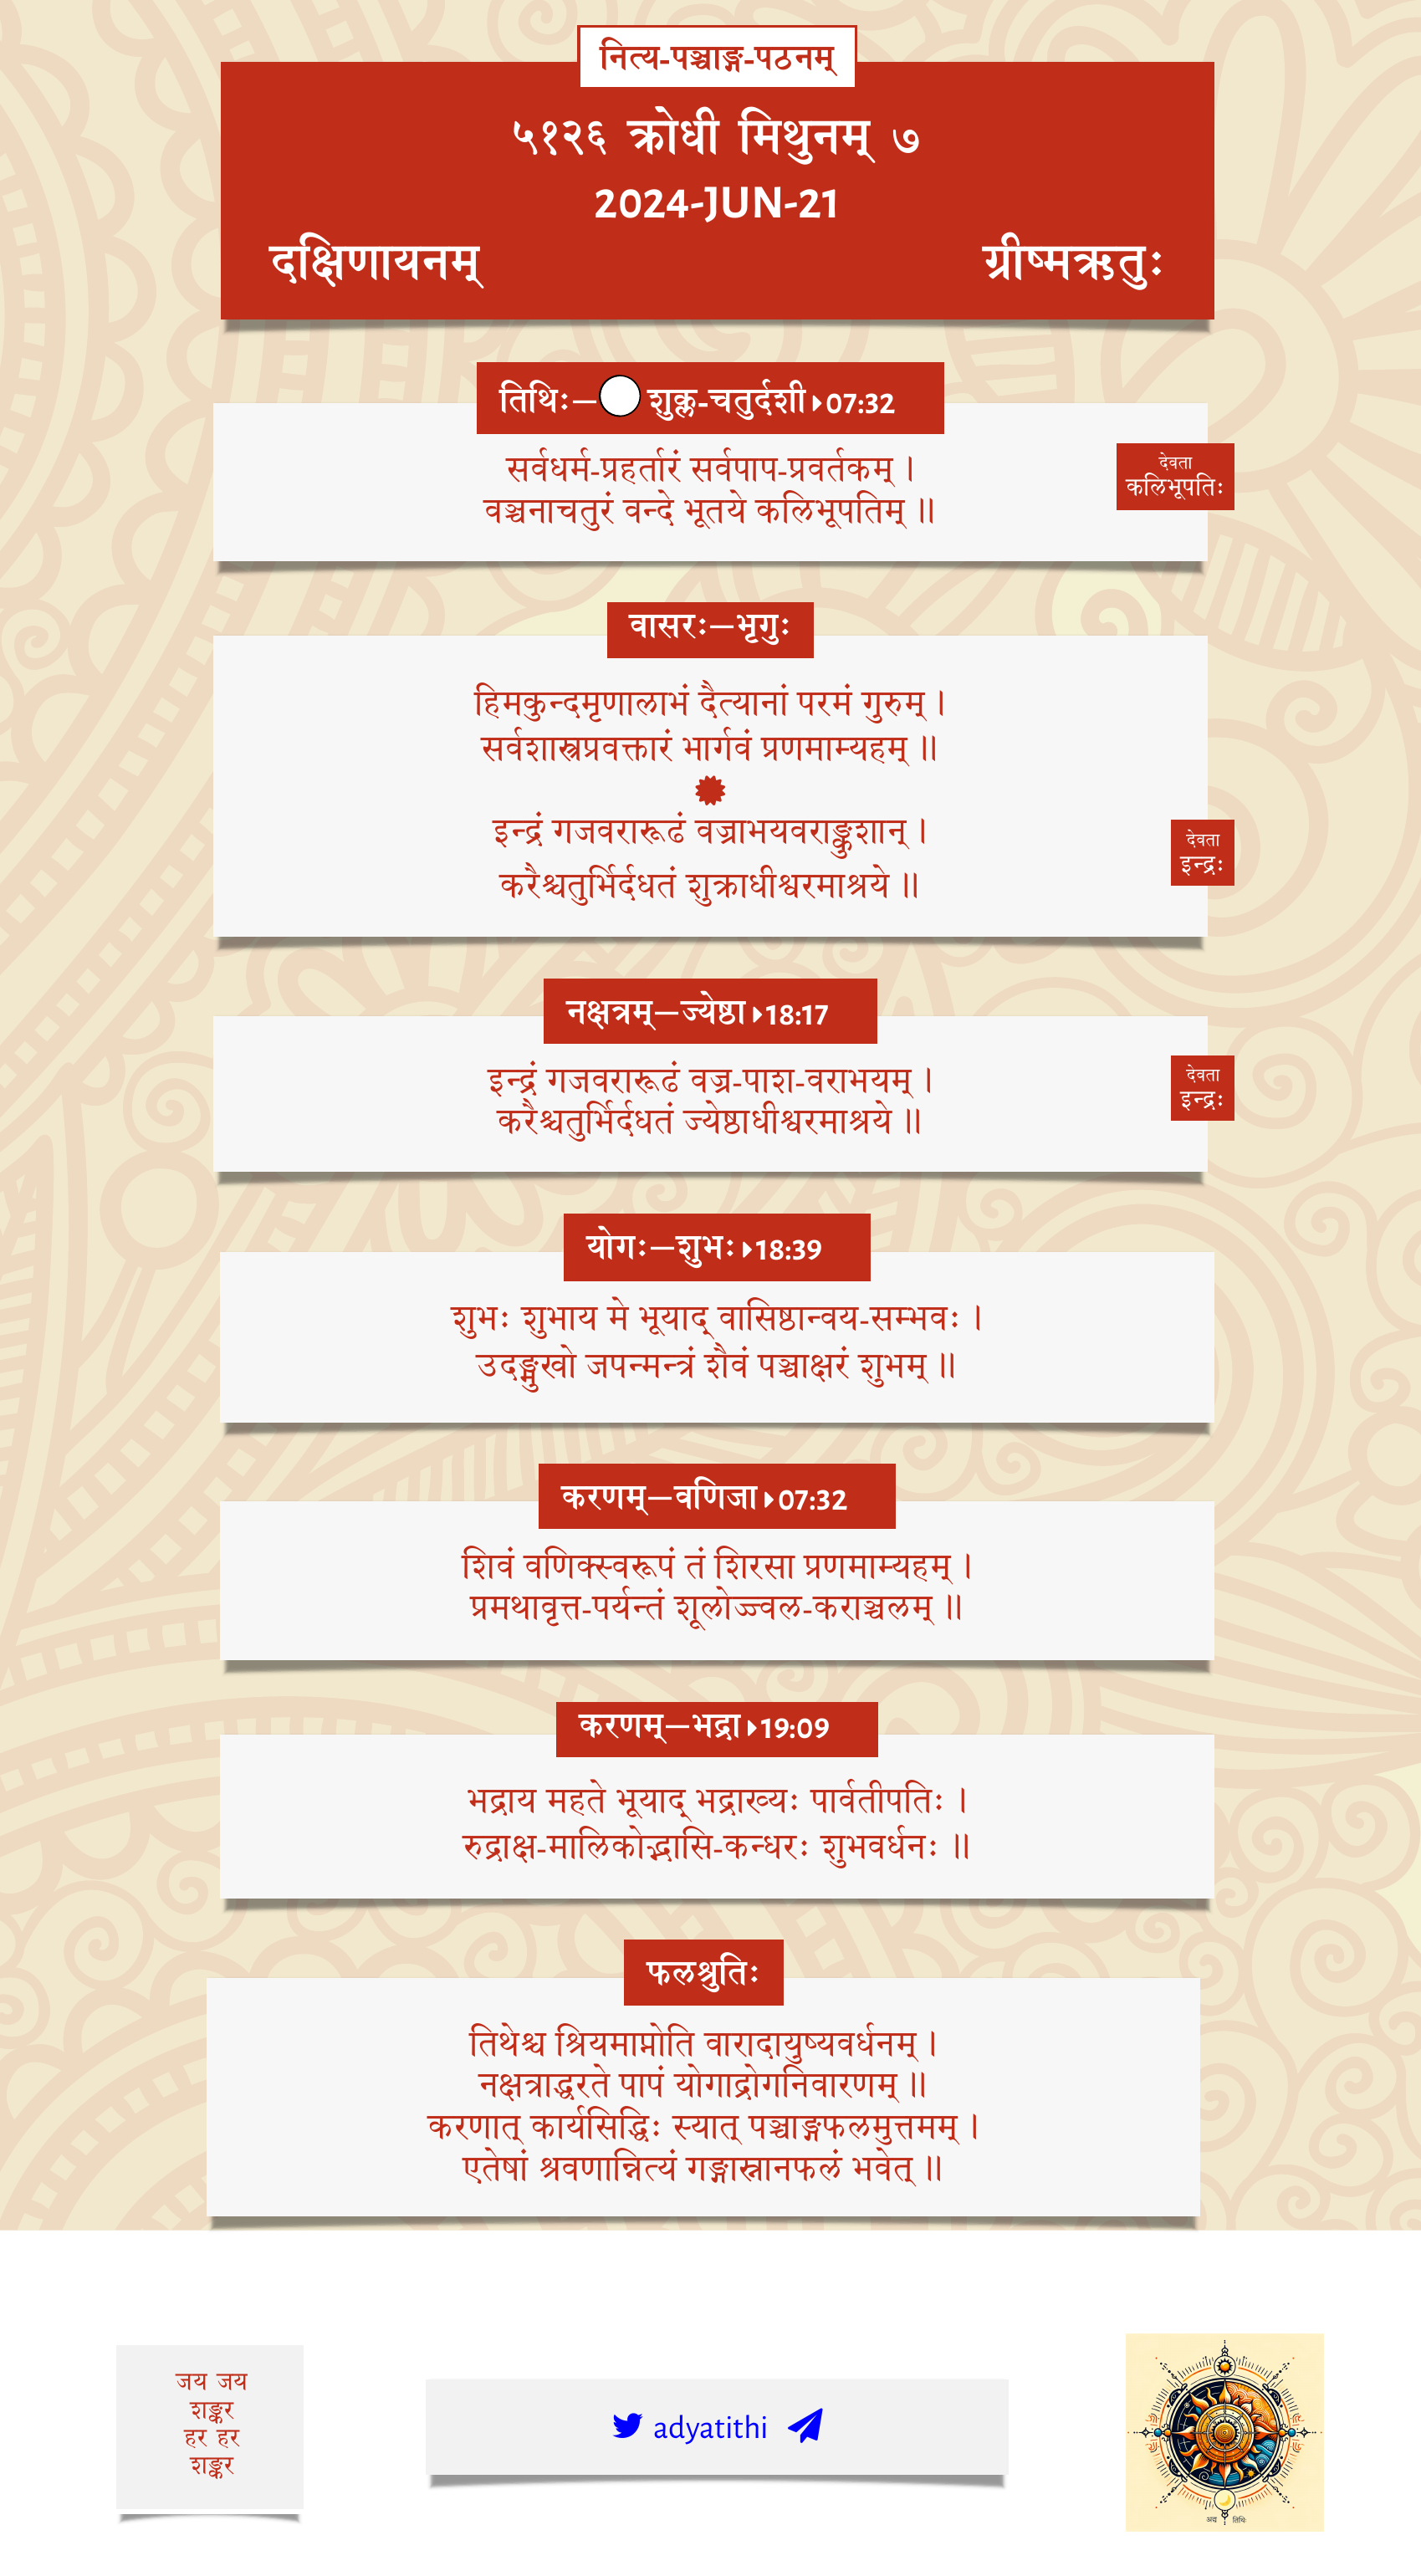 नित्य-पञ्चाङ्ग-पठनम्
५१२६ क्रोधी मिथुनम् ७
2024-JUN-21
दक्षिणायनम् ग्रीष्मऋतुः
तिथिः—शुक्ल-चतुर्दशी 07:32
सर्वधर्म-प्रहर्तारं सर्वपाप-प्रवर्तकम् ।
वञ्चनाचतुरं वन्दे भूतये कलिभूपतिम् ॥
देवता
कलिभूपतिः
वासरः—भृगुः
हिमकुन्दमृणालाभं दैत्यानां परमं गुरुम् ।
सर्वशास्त्रप्रवक्तारं भार्गवं प्रणमाम्यहम् ॥
इन्द्रं गजवरारूढं वज्राभयवराङ्कुशान् ।
करैश्चतुर्भिर्दधतं शुक्राधीश्वरमाश्रये ॥
देवता
इन्द्रः
नक्षत्रम्—ज्येष्ठा 18:17
इन्द्रं गजवरारूढं वज्र-पाश-वराभयम् ।
करैश्चतुर्भिर्दधतं ज्येष्ठाधीश्वरमाश्रये ॥
देवता
इन्द्रः
योगः—शुभः 18:39
शुभः शुभाय मे भूयाद् वासिष्ठान्वय-सम्भवः ।
उदङ्मुखो जपन्मन्त्रं शैवं पञ्चाक्षरं शुभम् ॥
करणम्—वणिजा 07:32
शिवं वणिक्स्वरूपं तं शिरसा प्रणमाम्यहम् ।
प्रमथावृत्त-पर्यन्तं शूलोज्ज्वल-कराञ्चलम् ॥
करणम्—भद्रा 19:09
भद्राय महते भूयाद् भद्राख्यः पार्वतीपतिः ।
रुद्राक्ष-मालिकोद्भासि-कन्धरः शुभवर्धनः ॥
फलश्रुतिः
तिथेश्च श्रियमाप्नोति वारादायुष्यवर्धनम् ।
नक्षत्राद्धरते पापं योगाद्रोगनिवारणम् ॥
करणात् कार्यसिद्धिः स्यात् पञ्चाङ्गफलमुत्तमम् ।
एतेषां श्रवणान्नित्यं गङ्गास्नानफलं भवेत् ॥
जय जय
शङ्कर
हर हर
शङ्कर
adyatithi
अद्य तिथिः